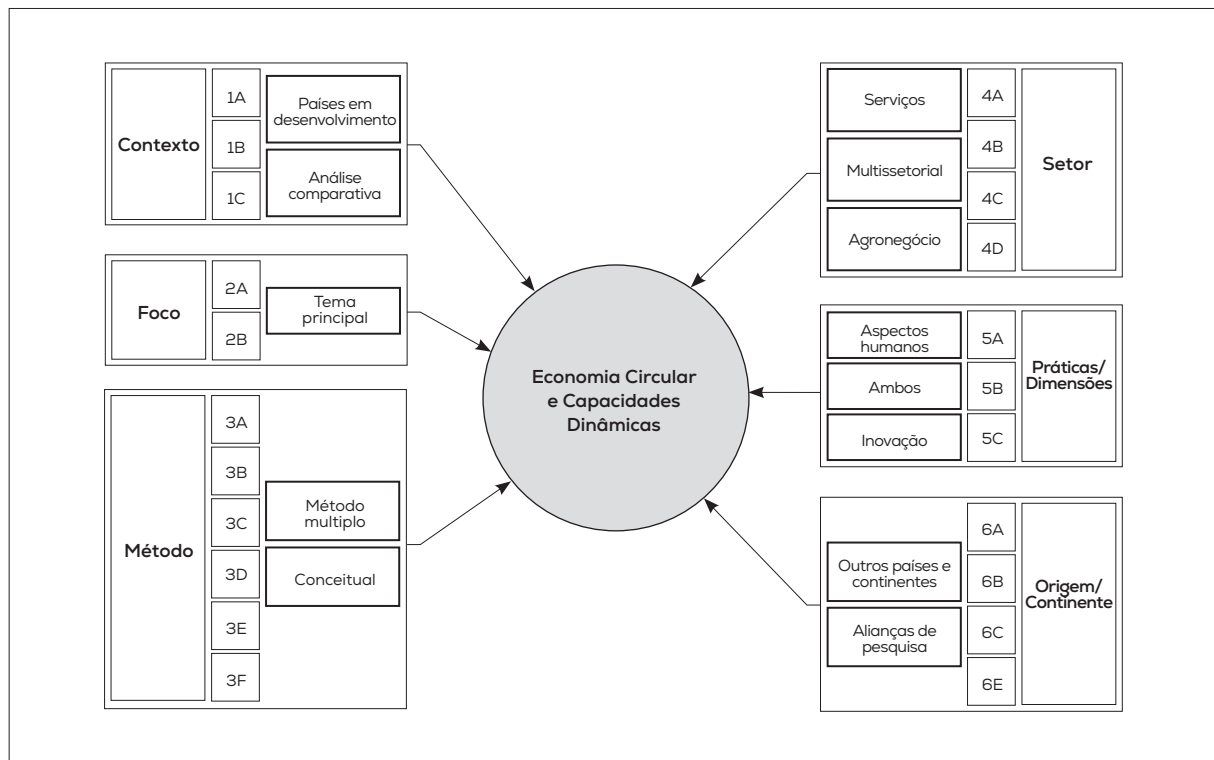 Contexto
1A
1B
1C
Países em
desenvolvimento
Análise
comparativa
Foco
2A
2B
Tema
principal
Método
3A
3B
3C
3D
3E
3F
Método
multiplo
Conceitual
Economia Circular
e Capacidades
Dinâmicas
Serviços
Multissetorial
Agronegócio
4A
4B
4C
4D
Setor
Aspectos
humanos
Ambos
Inovação
5A
5B
5C
Práticas/
Dimensões
Outros países e
continentes
Alianças de
pesquisa
6A
6B
6C
6E
Origem/
Continente